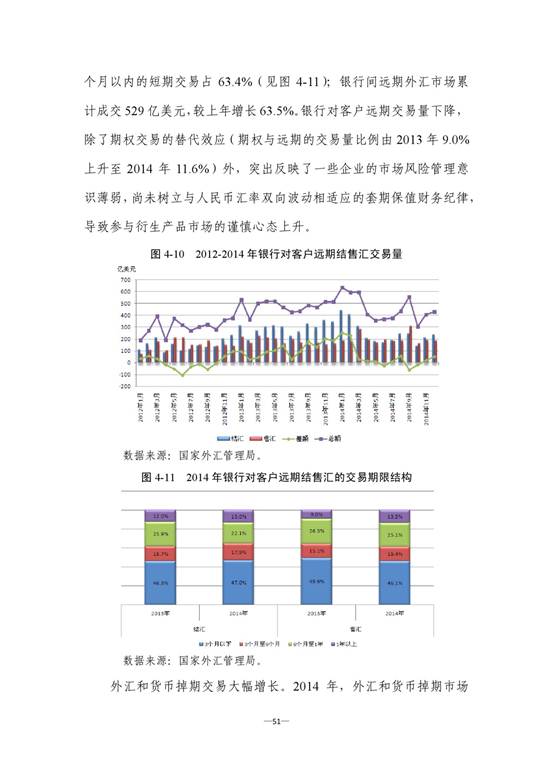 个月以内的短期交易占 63.4%（见图 4-11）；银行间远期外汇市场累
计成交 529 亿美元，较上年增长 63.5%。银行对客户远期交易量下降，
除了期权交易的替代效应（期权与远期的交易量比例由 2013 年 9.0%
上升至 2014 年 11.6%）外，突出反映了一些企业的市场风险管理意
识薄弱，尚未树立与人民币汇率双向波动相适应的套期保值财务纪律，
导致参与衍生产品市场的谨慎心态上升。
图 4-10 2012-2014 年银行对客户远期结售汇交易量
亿美元
700
600
500
400
300
200
100
0
-100
-200
2012年1月 2012年3月 2012年5月 2012年7月 2012年9月 2012年11月 2013年1月 2013年3月 2013年5月 2013年7月 2013年9月 2013年11月 2014年1月 2014年3月 2014年5月 2014年7月 2014年9月 2014年11月
结汇 售汇 差额 总额
数据来源：国家外汇管理局。
图 4-11 2014 年银行对客户远期结售汇的交易期限结构
13.0% 9.0% 13.3%
25.9% 22.1% 26.3% 25.1%
15.1%
47.0% 49.6% 46.1%
2013年 2014年 2013年 2014年
结汇 售汇
3个月以下 3个月至6个月 6个月至1年 1年以上
数据来源：国家外汇管理局。
外汇和货币掉期交易大幅增长。2014 年，外汇和货币掉期市场
—51—